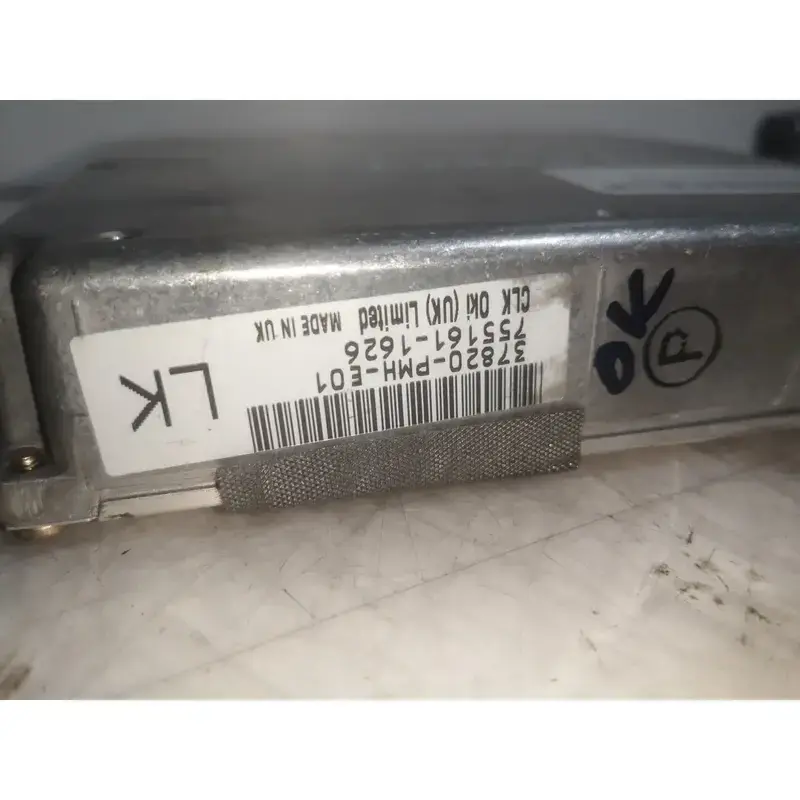 37820-PMH-E01
755161-1626
CLK Oki (UK) Limited MADE IN UK
LK
OK
P